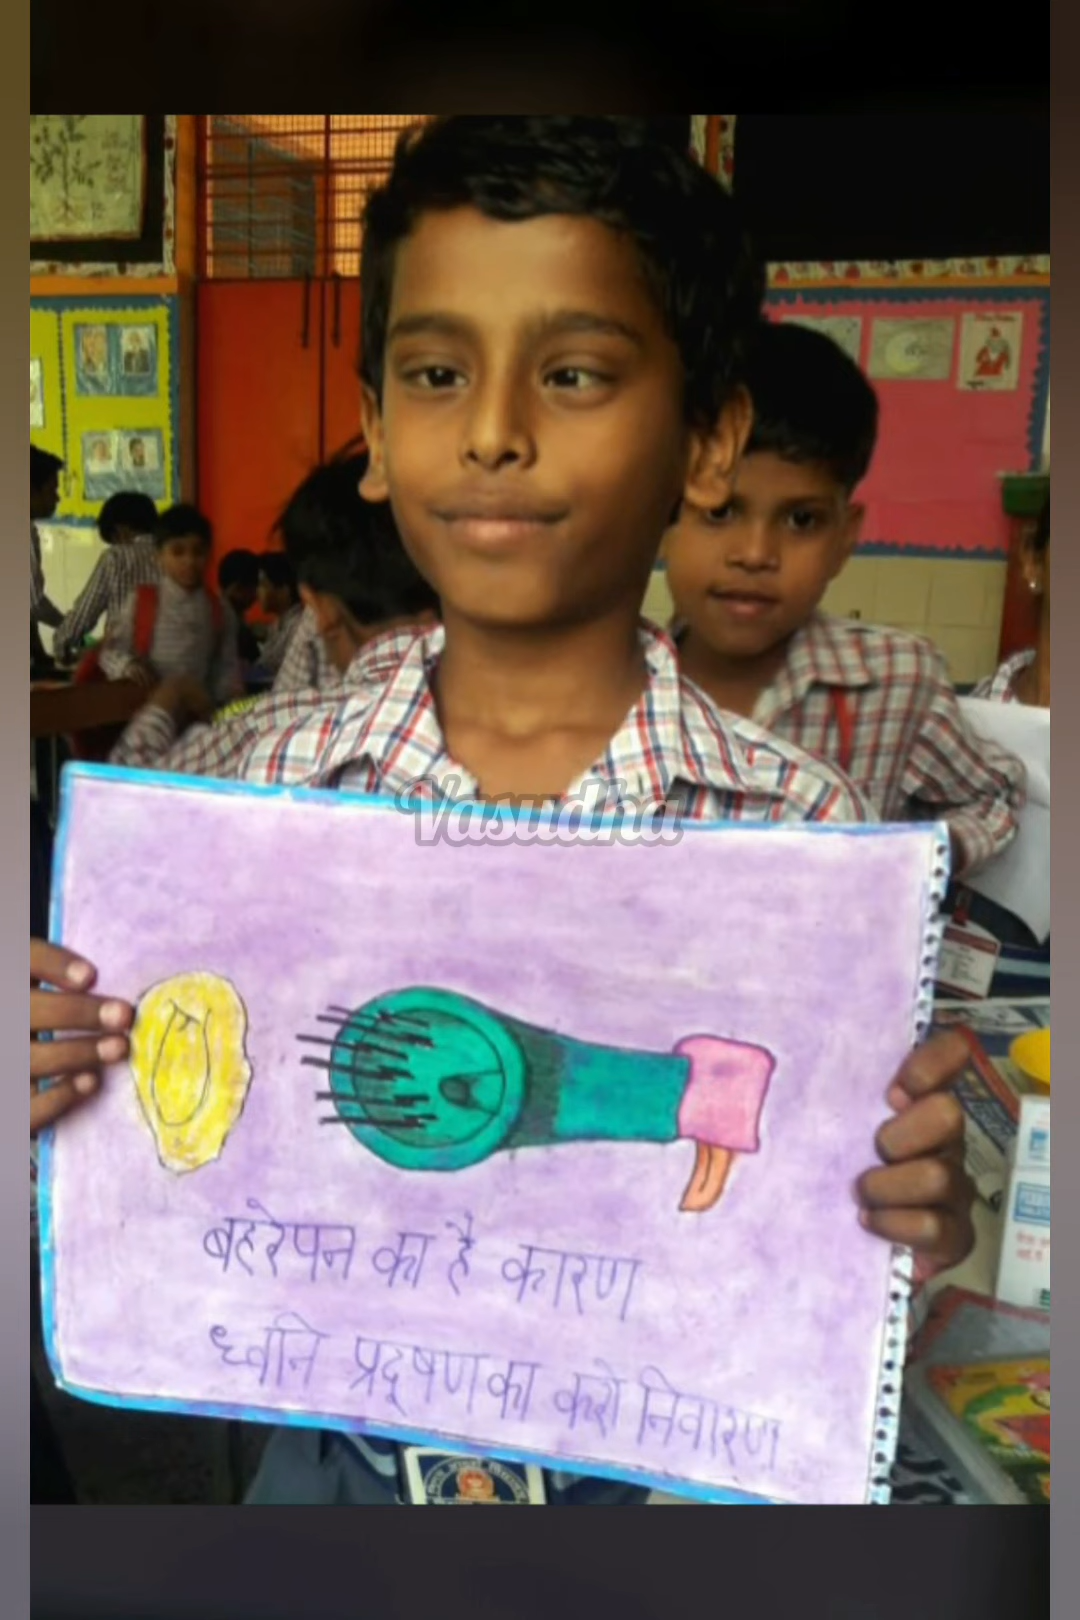 Vasudha
बहरेपन का है कारण
ध्वनि प्रदूषण का करो निवारण